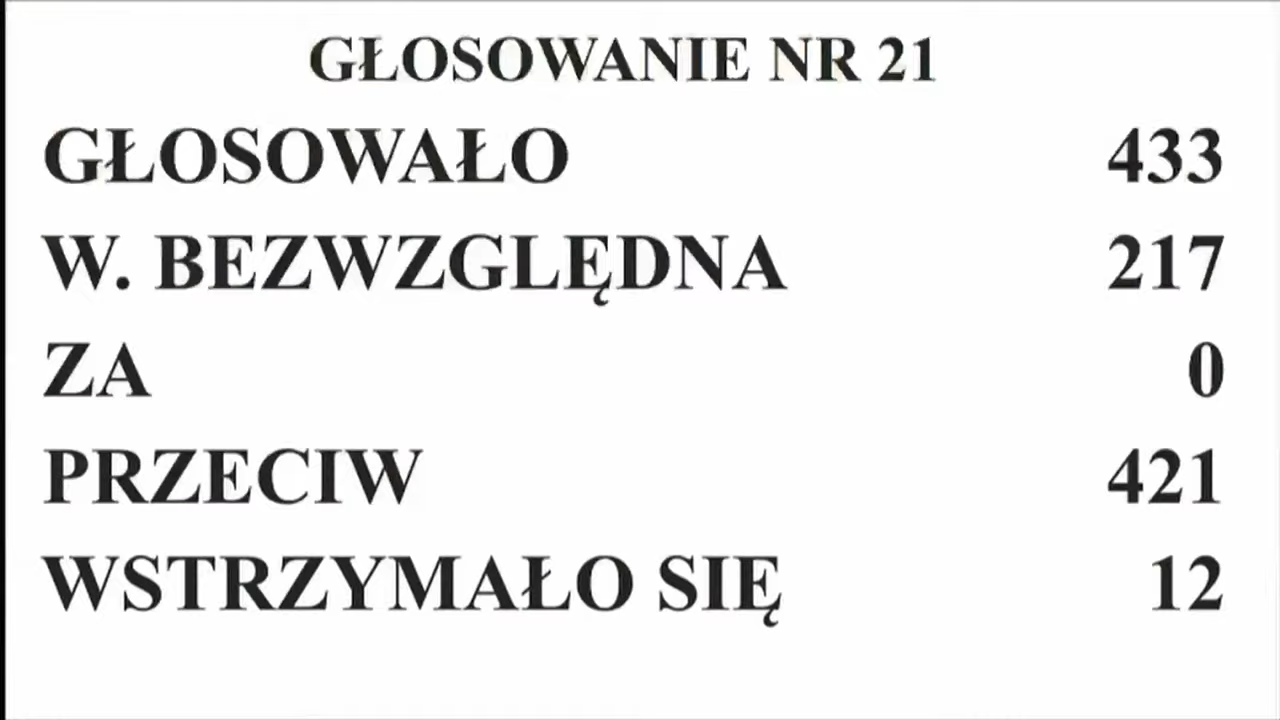 GŁOSOWANIE NR 21
GŁOSOWAŁO 433
W. BEZWZGLĘDNA 217
ZA 0
PRZECIW 421
WSTRZYMAŁO SIĘ 12